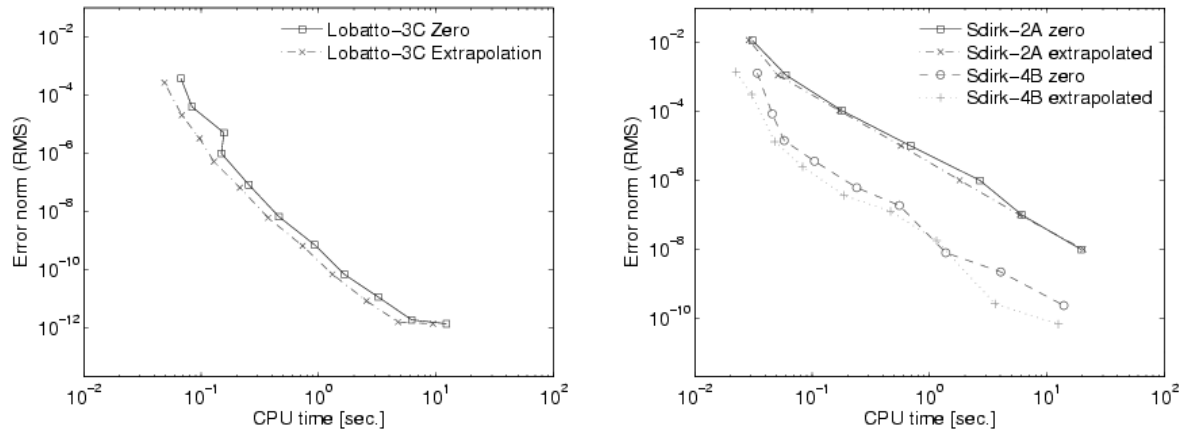 Lobatto-3C Zero
Lobatto-3C Extrapolation
Error norm (RMS)
10^-2
10^-4
10^-6
10^-8
10^-10
10^-12
10^-2
10^-1
10^0
10^1
10^2
CPU time [sec.]
Sdirk-2A zero
Sdirk-2A extrapolated
Sdirk-4B zero
Sdirk-4B extrapolated
Error norm (RMS)
10^-2
10^-4
10^-6
10^-8
10^-10
10^-2
10^-1
10^0
10^1
10^2
CPU time [sec.]